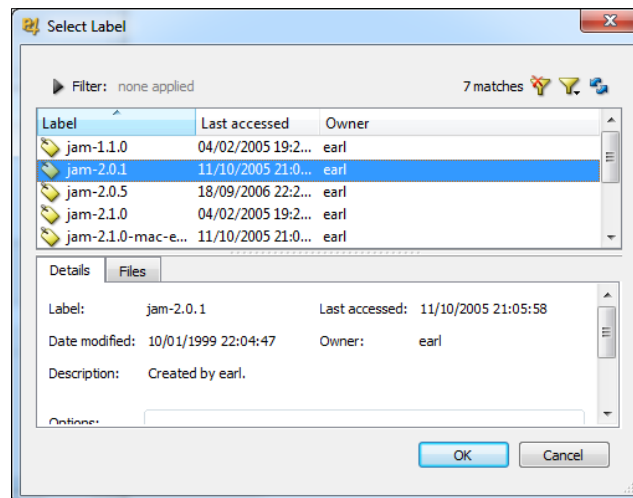 Select Label
Filter: none applied 7 matches
Label Last accessed Owner
jam-1.1.0 04/02/2005 19:2... earl
jam-2.0.1 11/10/2005 21:0... earl
jam-2.0.5 18/09/2006 22:2... earl
jam-2.1.0 04/02/2005 19:2... earl
jam-2.1.0-mac-e... 11/10/2005 21:0... earl
Details Files
Label: jam-2.0.1 Last accessed: 11/10/2005 21:05:58
Date modified: 10/01/1999 22:04:47 Owner: earl
Description: Created by earl.
Options:
OK Cancel